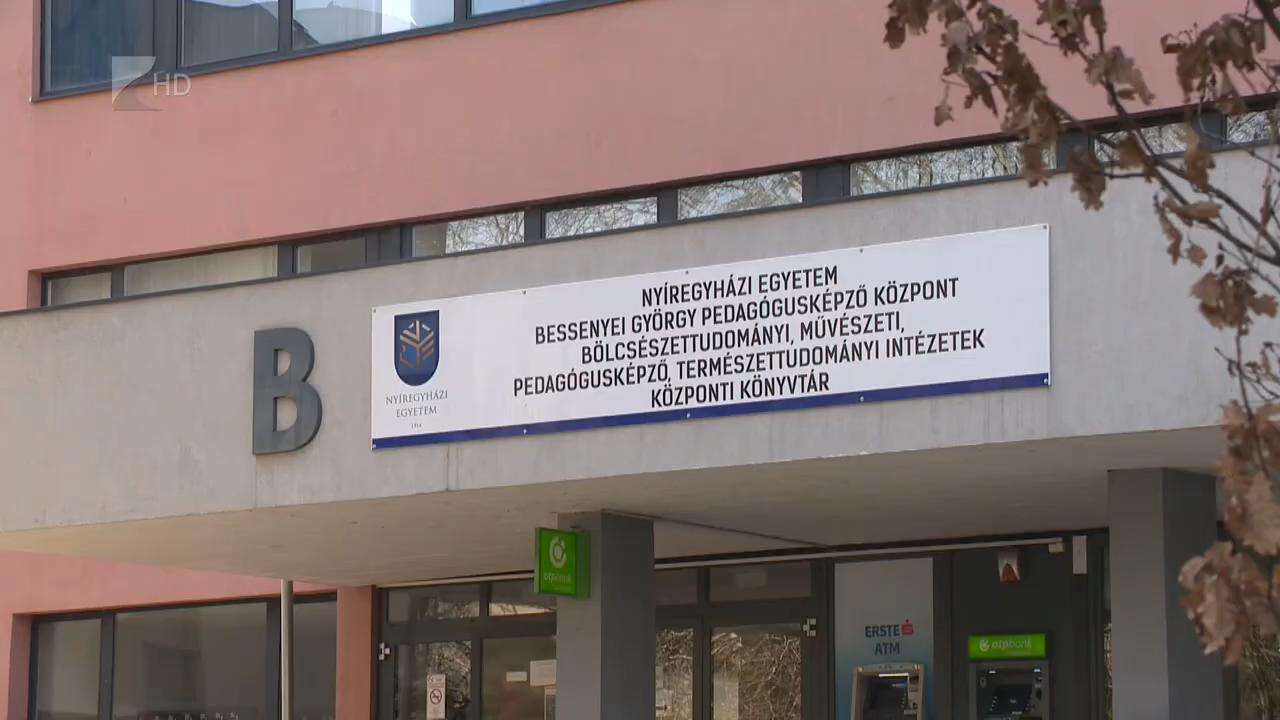 HD
NYÍREGYHÁZI EGYETEM
BESSENYEI GYÖRGY PEDAGÓGUSKÉPZŐ KÖZPONT
BÖLCSÉSZETTUDOMÁNYI, MŰVÉSZETI,
PEDAGÓGUSKÉPZŐ, TERMÉSZETTUDOMÁNYI INTÉZETEK
KÖZPONTI KÖNYVTÁR
B
NYÍREGYHÁZI
EGYETEM
otpbank
ERSTE
ATM
otpbank